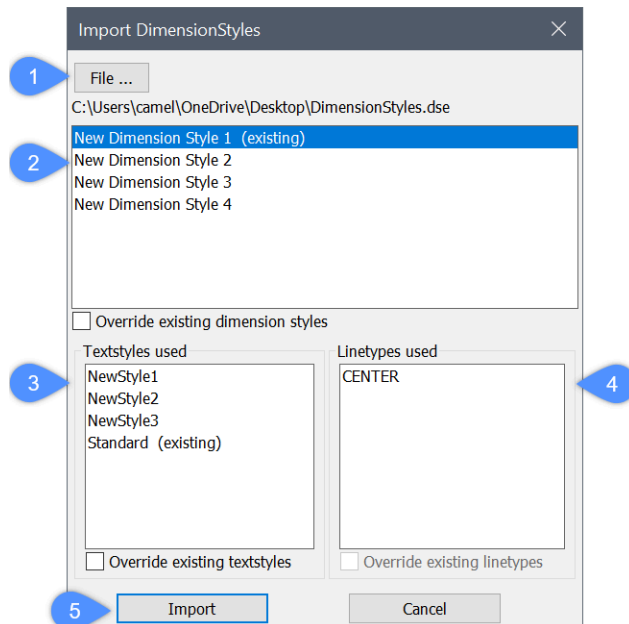 Import DimensionStyles
1
File ...
C:\Users\camel\OneDrive\Desktop\DimensionStyles.dse
New Dimension Style 1 (existing)
2
New Dimension Style 2
New Dimension Style 3
New Dimension Style 4
Override existing dimension styles
Textstyles used
3
NewStyle1
NewStyle2
NewStyle3
Standard (existing)
Override existing textstyles
Linetypes used
CENTER
4
Override existing linetypes
5
Import
Cancel